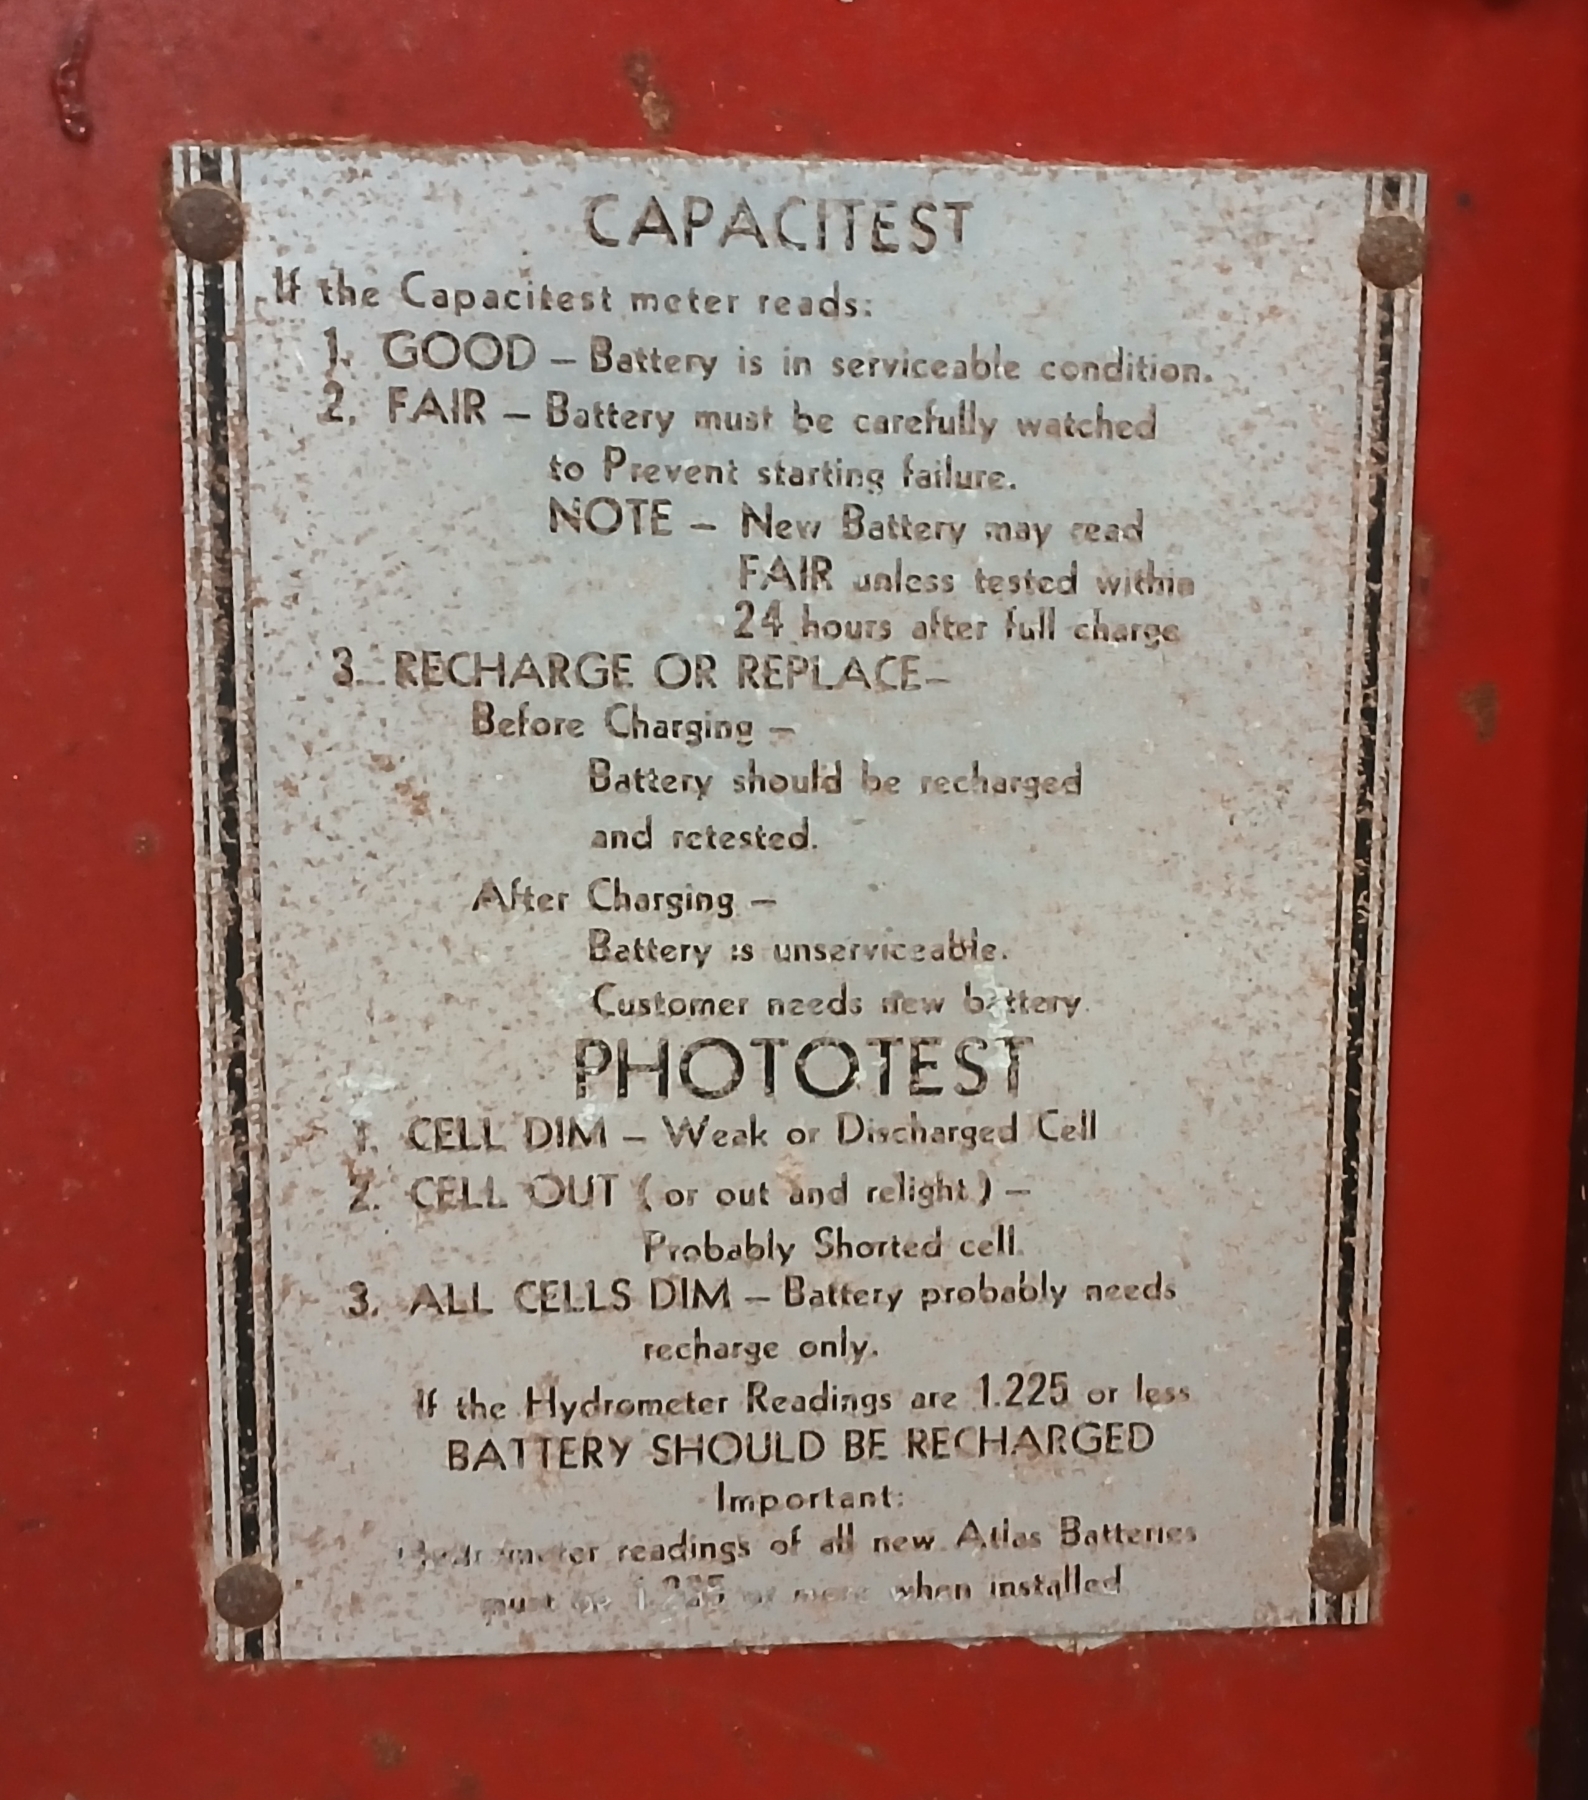 CAPACITEST
If the Capacitest meter reads:
1. GOOD – Battery is in serviceable condition.
2. FAIR – Battery must be carefully watched
to Prevent starting failure.
NOTE – New Battery may read
FAIR unless tested within
24 hours after full charge
3. RECHARGE OR REPLACE–
Before Charging –
Battery should be recharged
and retested.
After Charging –
Battery is unserviceable.
Customer needs new battery.
PHOTOTEST
1. CELL DIM – Weak or Discharged Cell
2. CELL OUT (or out and relight) –
Probably Shorted cell.
3. ALL CELLS DIM – Battery probably needs
recharge only.
If the Hydrometer Readings are 1.225 or less
BATTERY SHOULD BE RECHARGED
Important:
Hydrometer readings of all new Atlas Batteries
must be or more when installed